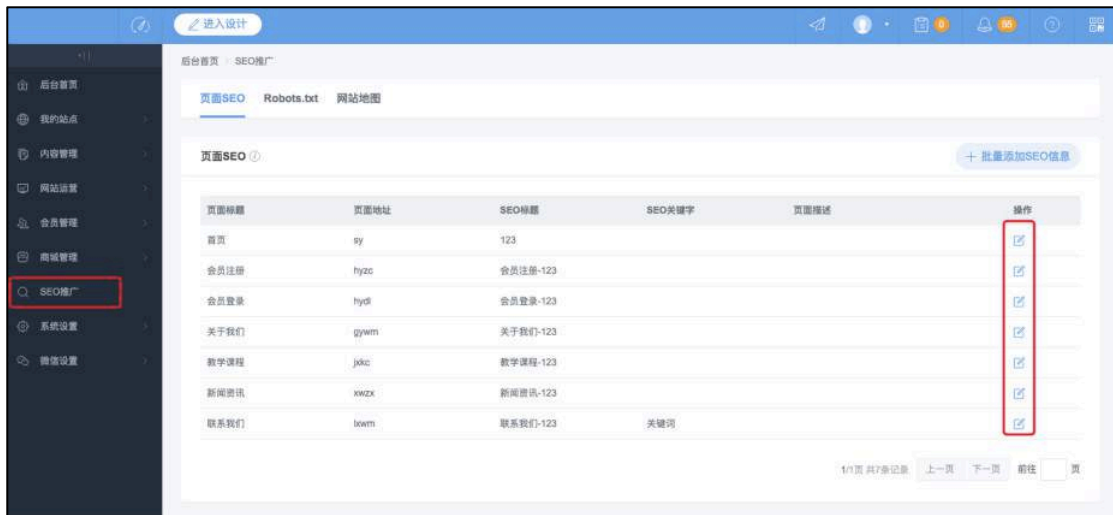 进入设计
0
95
后台首页 > SEO推广
后台首页
我的站点
内容管理
网站运营
会员管理
商城管理
SEO推广
系统设置
微信设置
页面SEO Robots.txt 网站地图
页面SEO
+ 批量添加SEO信息
页面标题 页面地址 SEO标题 SEO关键字 页面描述 操作
首页 sy 123
会员注册 hyzc 会员注册-123
会员登录 hydl 会员登录-123
关于我们 gywm 关于我们-123
教学课程 jxkc 教学课程-123
新闻资讯 xwzx 新闻资讯-123
联系我们 lxwm 联系我们-123 关键词
1/1页 共7条记录 上一页 下一页 前往 页